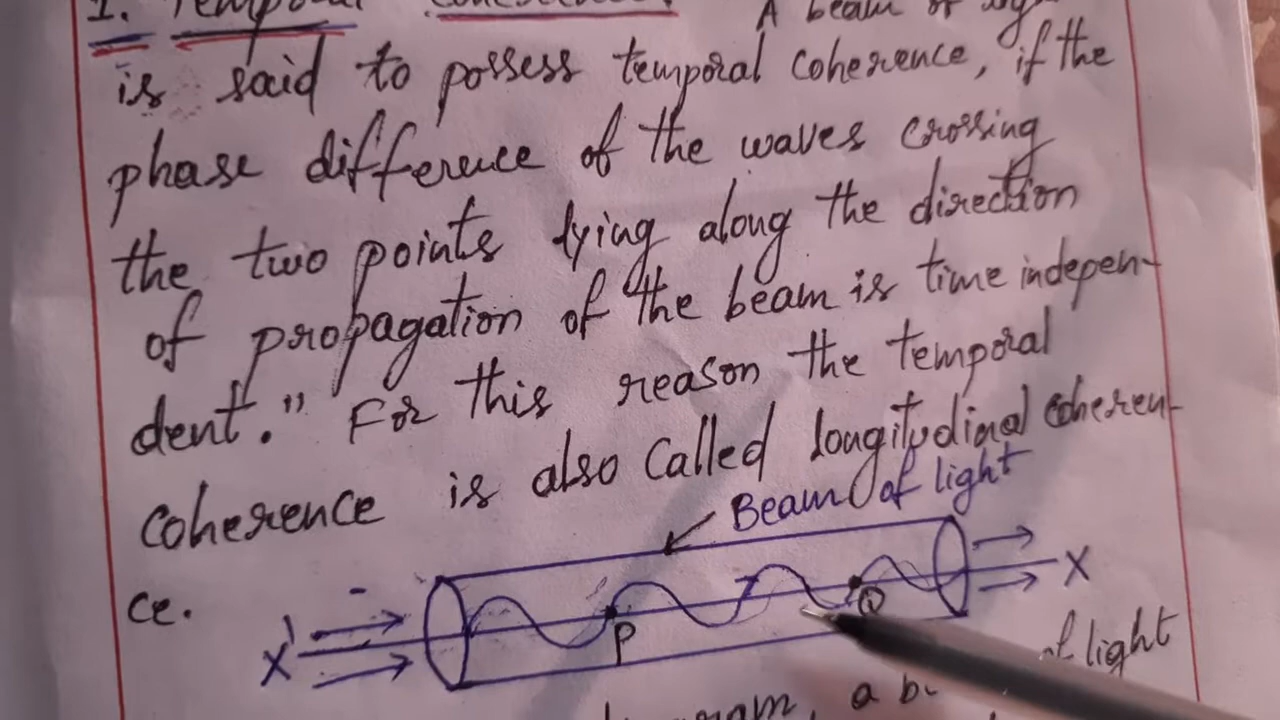 1. Temporal coherence: A beam of light
is said to possess temporal coherence, if the
phase difference of the waves crossing
the two points lying along the direction
of propagation of the beam is time indepen-
dent." For this reason the temporal
coherence is also called longitudinal coheren-
ce.
Beam of light
X'
P
Q
X
a b
of light